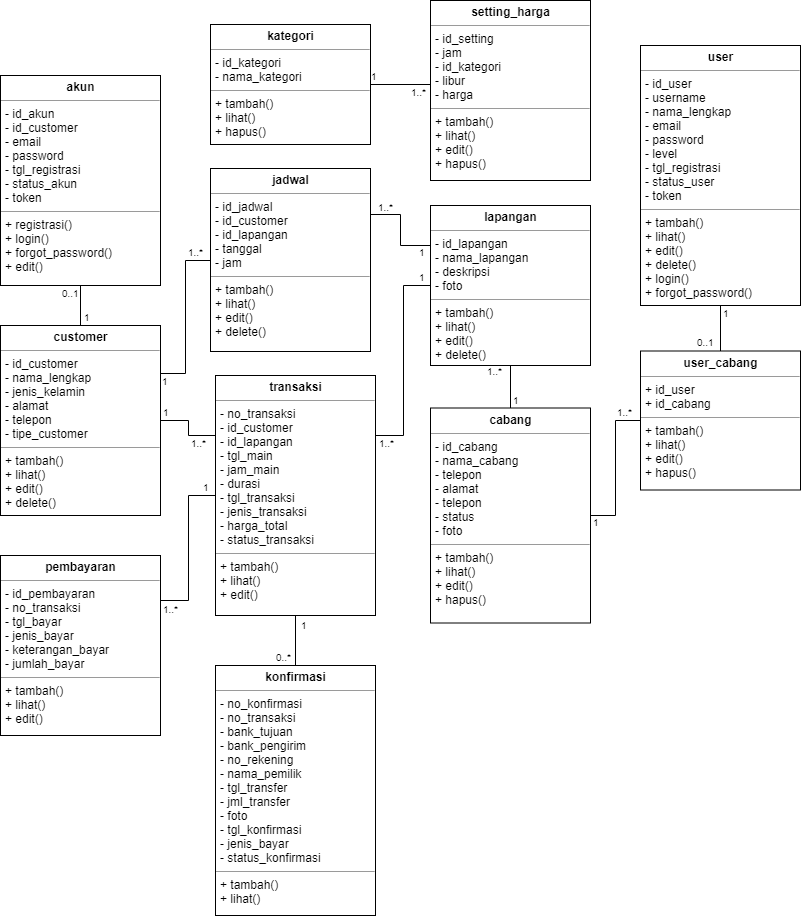 kategori
- id_kategori
- nama_kategori
+ tambah()
+ lihat()
+ hapus()
1
1..*
setting_harga
- id_setting
- jam
- id_kategori
- libur
- harga
+ tambah()
+ lihat()
+ edit()
+ hapus()
user
- id_user
- username
- nama_lengkap
- email
- password
- level
- tgl_registrasi
- status_user
- token
+ tambah()
+ lihat()
+ edit()
+ delete()
+ login()
+ forgot_password()
1
0..1
akun
- id_akun
- id_customer
- email
- password
- tgl_registrasi
- status_akun
- token
+ registrasi()
+ login()
+ forgot_password()
+ edit()
0..1
1
jadwal
- id_jadwal
- id_customer
- id_lapangan
- tanggal
- jam
+ tambah()
+ lihat()
+ edit()
+ delete()
1..*
1..*
1
1
lapangan
- id_lapangan
- nama_lapangan
- deskripsi
- foto
+ tambah()
+ lihat()
+ edit()
+ delete()
1..*
1
customer
- id_customer
- nama_lengkap
- jenis_kelamin
- alamat
- telepon
- tipe_customer
+ tambah()
+ lihat()
+ edit()
+ delete()
1
1
1..*
1
transaksi
- no_transaksi
- id_customer
- id_lapangan
- tgl_main
- jam_main
- durasi
- tgl_transaksi
- jenis_transaksi
- harga_total
- status_transaksi
+ tambah()
+ lihat()
+ edit()
1..*
1
0..*
cabang
- id_cabang
- nama_cabang
- telepon
- alamat
- telepon
- status
- foto
+ tambah()
+ lihat()
+ edit()
+ hapus()
1
1..*
user_cabang
+ id_user
+ id_cabang
+ tambah()
+ lihat()
+ edit()
+ hapus()
pembayaran
- id_pembayaran
- no_transaksi
- tgl_bayar
- jenis_bayar
- keterangan_bayar
- jumlah_bayar
+ tambah()
+ lihat()
+ edit()
1..*
konfirmasi
- no_konfirmasi
- no_transaksi
- bank_tujuan
- bank_pengirim
- no_rekening
- nama_pemilik
- tgl_transfer
- jml_transfer
- foto
- tgl_konfirmasi
- jenis_bayar
- status_konfirmasi
+ tambah()
+ lihat()